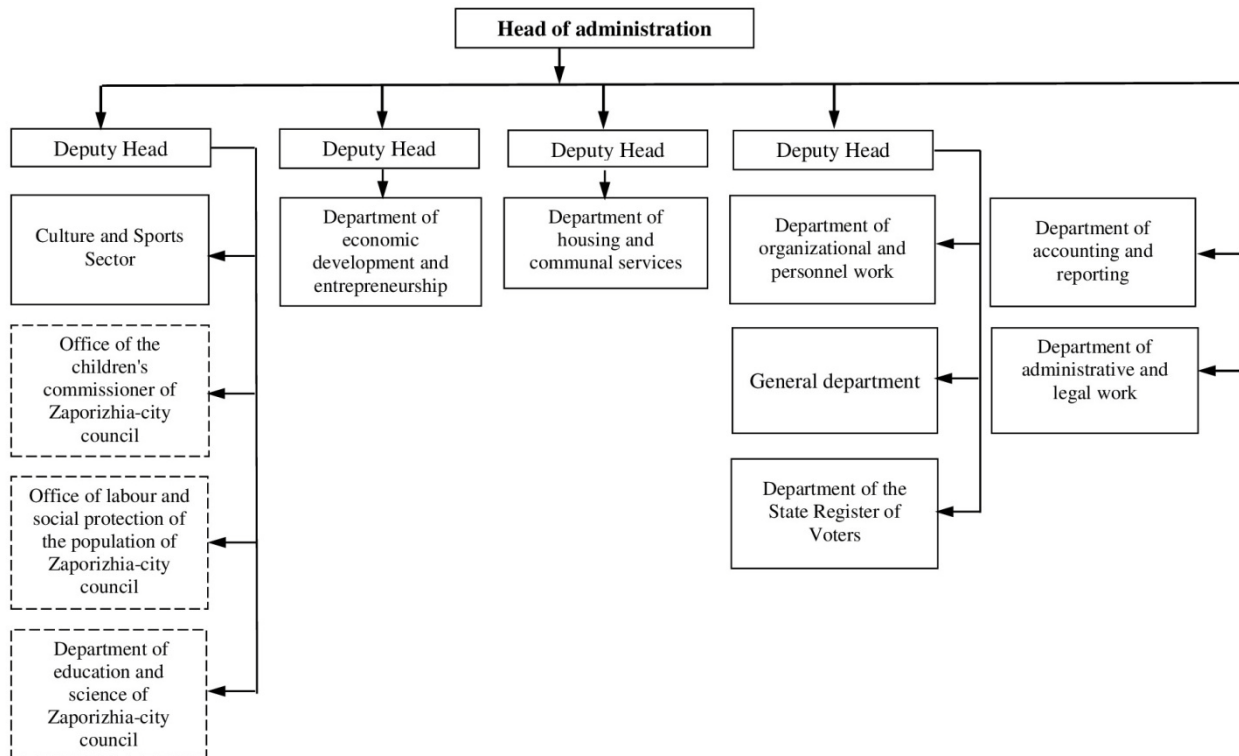 Head of administration
Deputy Head
Deputy Head
Deputy Head
Deputy Head
Culture and Sports
Sector
Office of the
children's
commissioner of
Zaporizhia-city
council
Office of labour and
social protection of
the population of
Zaporizhia-city
council
Department of
education and
science of
Zaporizhia-city
council
Department of
economic
development and
entrepreneurship
Department of
housing and
communal services
Department of
organizational and
personnel work
General department
Department of the
State Register of
Voters
Department of
accounting and
reporting
Department of
administrative and
legal work